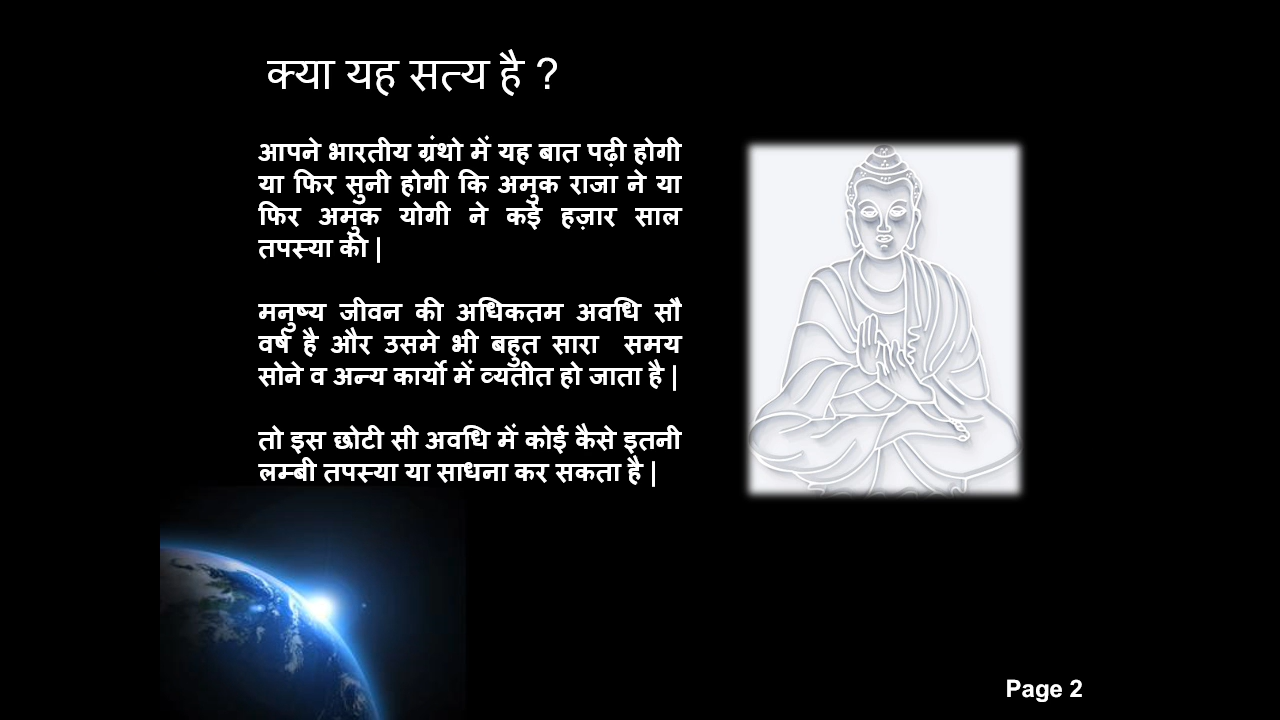 क्या यह सत्य है ?
आपने भारतीय ग्रंथो में यह बात पढ़ी होगी
या फिर सुनी होगी कि अमुक राजा ने या
फिर अमुक योगी ने कई हज़ार साल
तपस्या की |
मनुष्य जीवन की अधिकतम अवधि सौ
वर्ष है और उसमे भी बहुत सारा समय
सोने व अन्य कार्यो में व्यतीत हो जाता है |
तो इस छोटी सी अवधि में कोई कैसे इतनी
लम्बी तपस्या या साधना कर सकता है |
Page 2